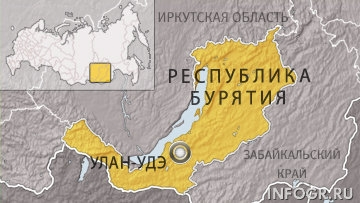 ИРКУТСКАЯ ОБЛАСТЬ
РЕСПУБЛИКА
БУРЯТИЯ
УЛАН-УДЭ
ЗАБАЙКАЛЬСКИЙ
КРАЙ
INFOGR.RU